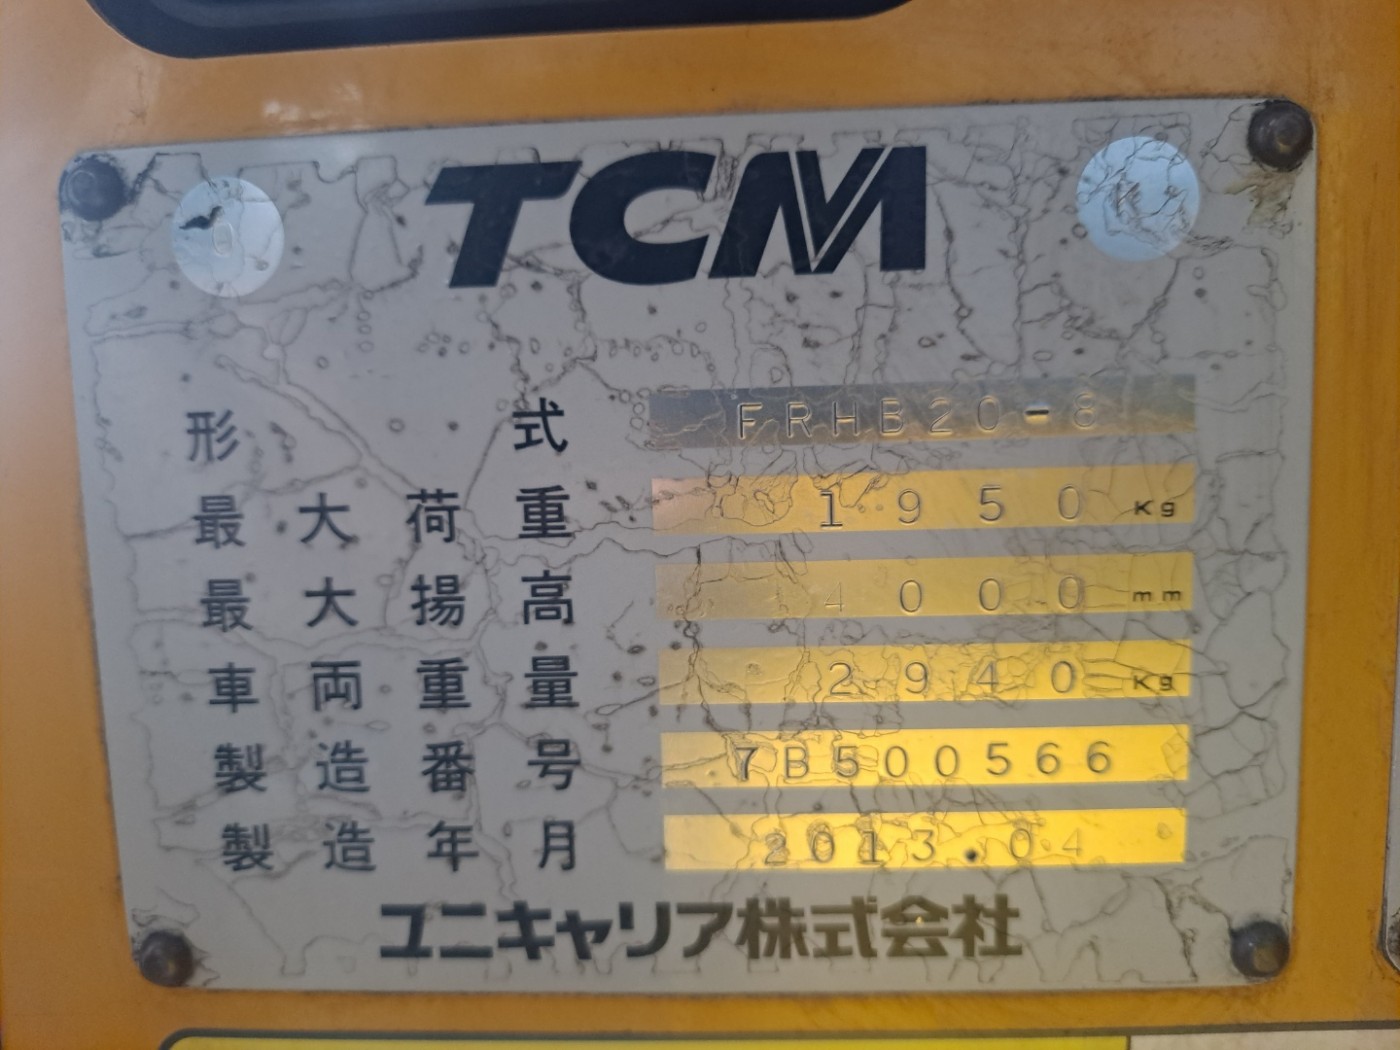 TCM
形式 FRHB20-8
最大荷重 1950 Kg
最大揚高 4000 mm
車両重量 2940 Kg
製造番号 7B500566
製造年月 2013.04
ユニキャリア株式会社